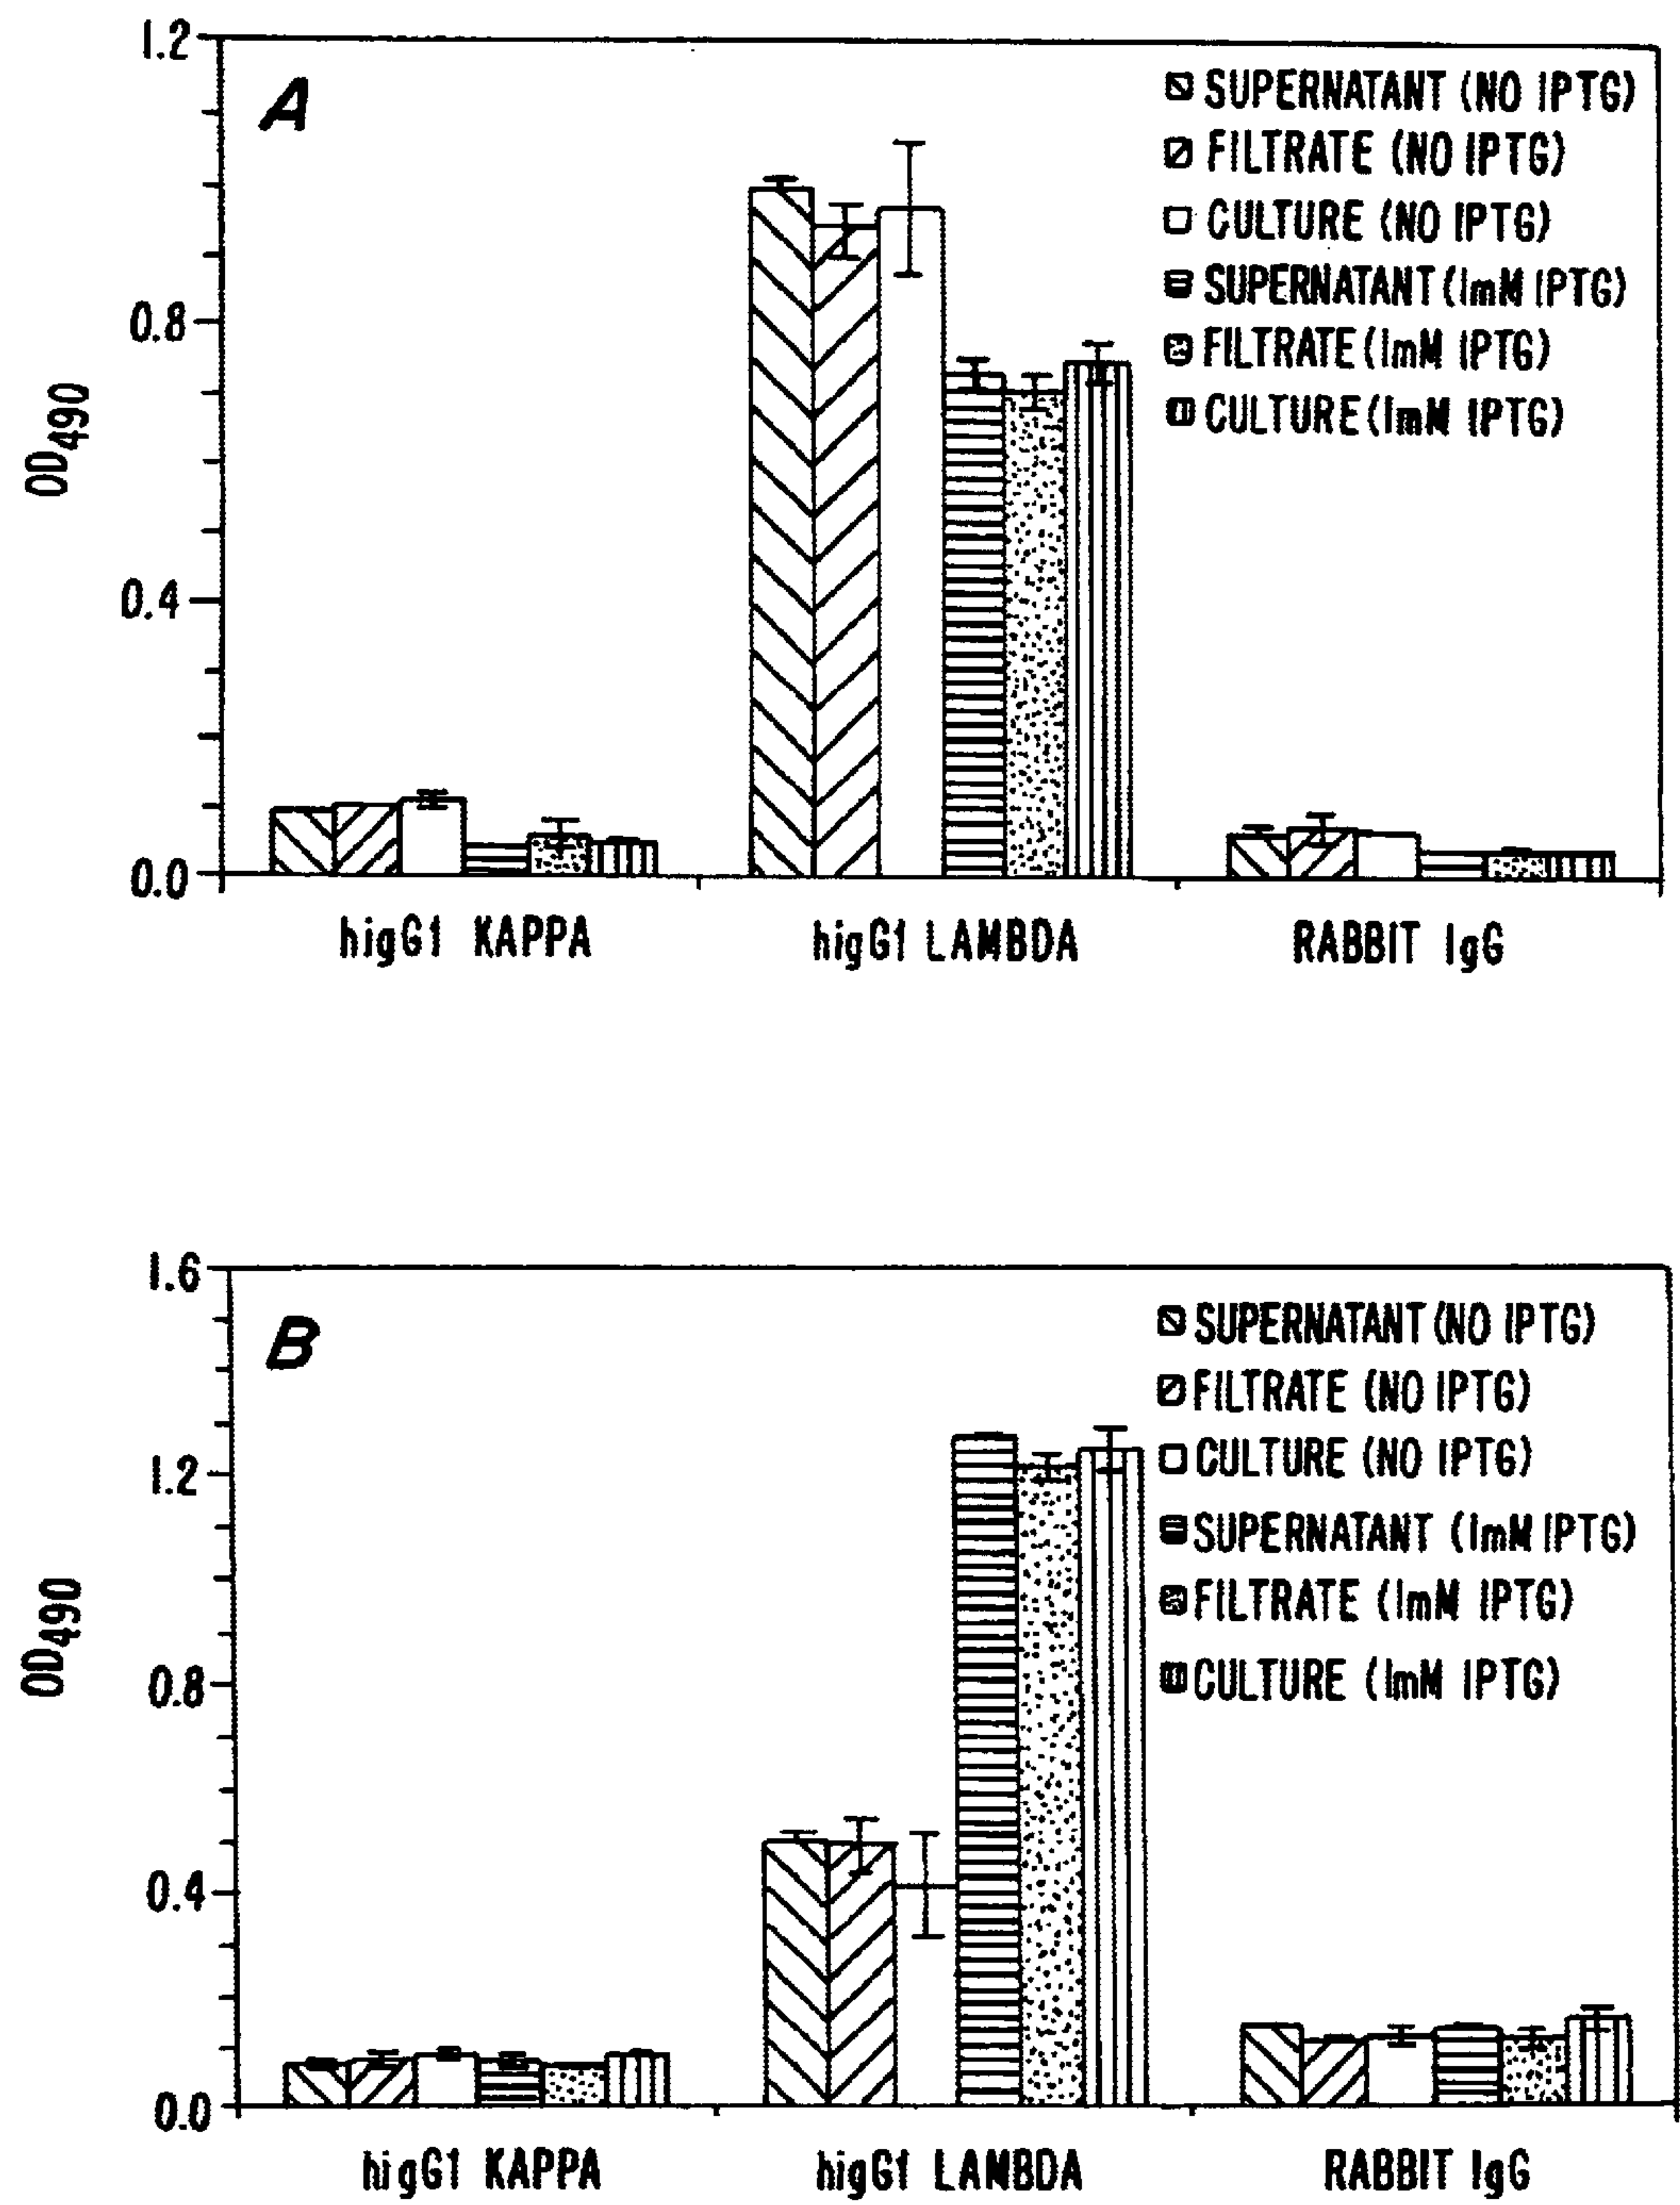 A
1.2
0.8
0.4
0.0
OD490
SUPERNATANT (NO IPTG)
FILTRATE (NO IPTG)
CULTURE (NO IPTG)
SUPERNATANT (1mM IPTG)
FILTRATE (1mM IPTG)
CULTURE (1mM IPTG)
higG1 KAPPA
higG1 LAMBDA
RABBIT IgG
B
1.6
1.2
0.8
0.4
0.0
OD490
SUPERNATANT (NO IPTG)
FILTRATE (NO IPTG)
CULTURE (NO IPTG)
SUPERNATANT (1mM IPTG)
FILTRATE (1mM IPTG)
CULTURE (1mM IPTG)
higG1 KAPPA
higG1 LAMBDA
RABBIT IgG